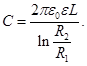 C = 2πε₀εL / ln R₂/R₁ .